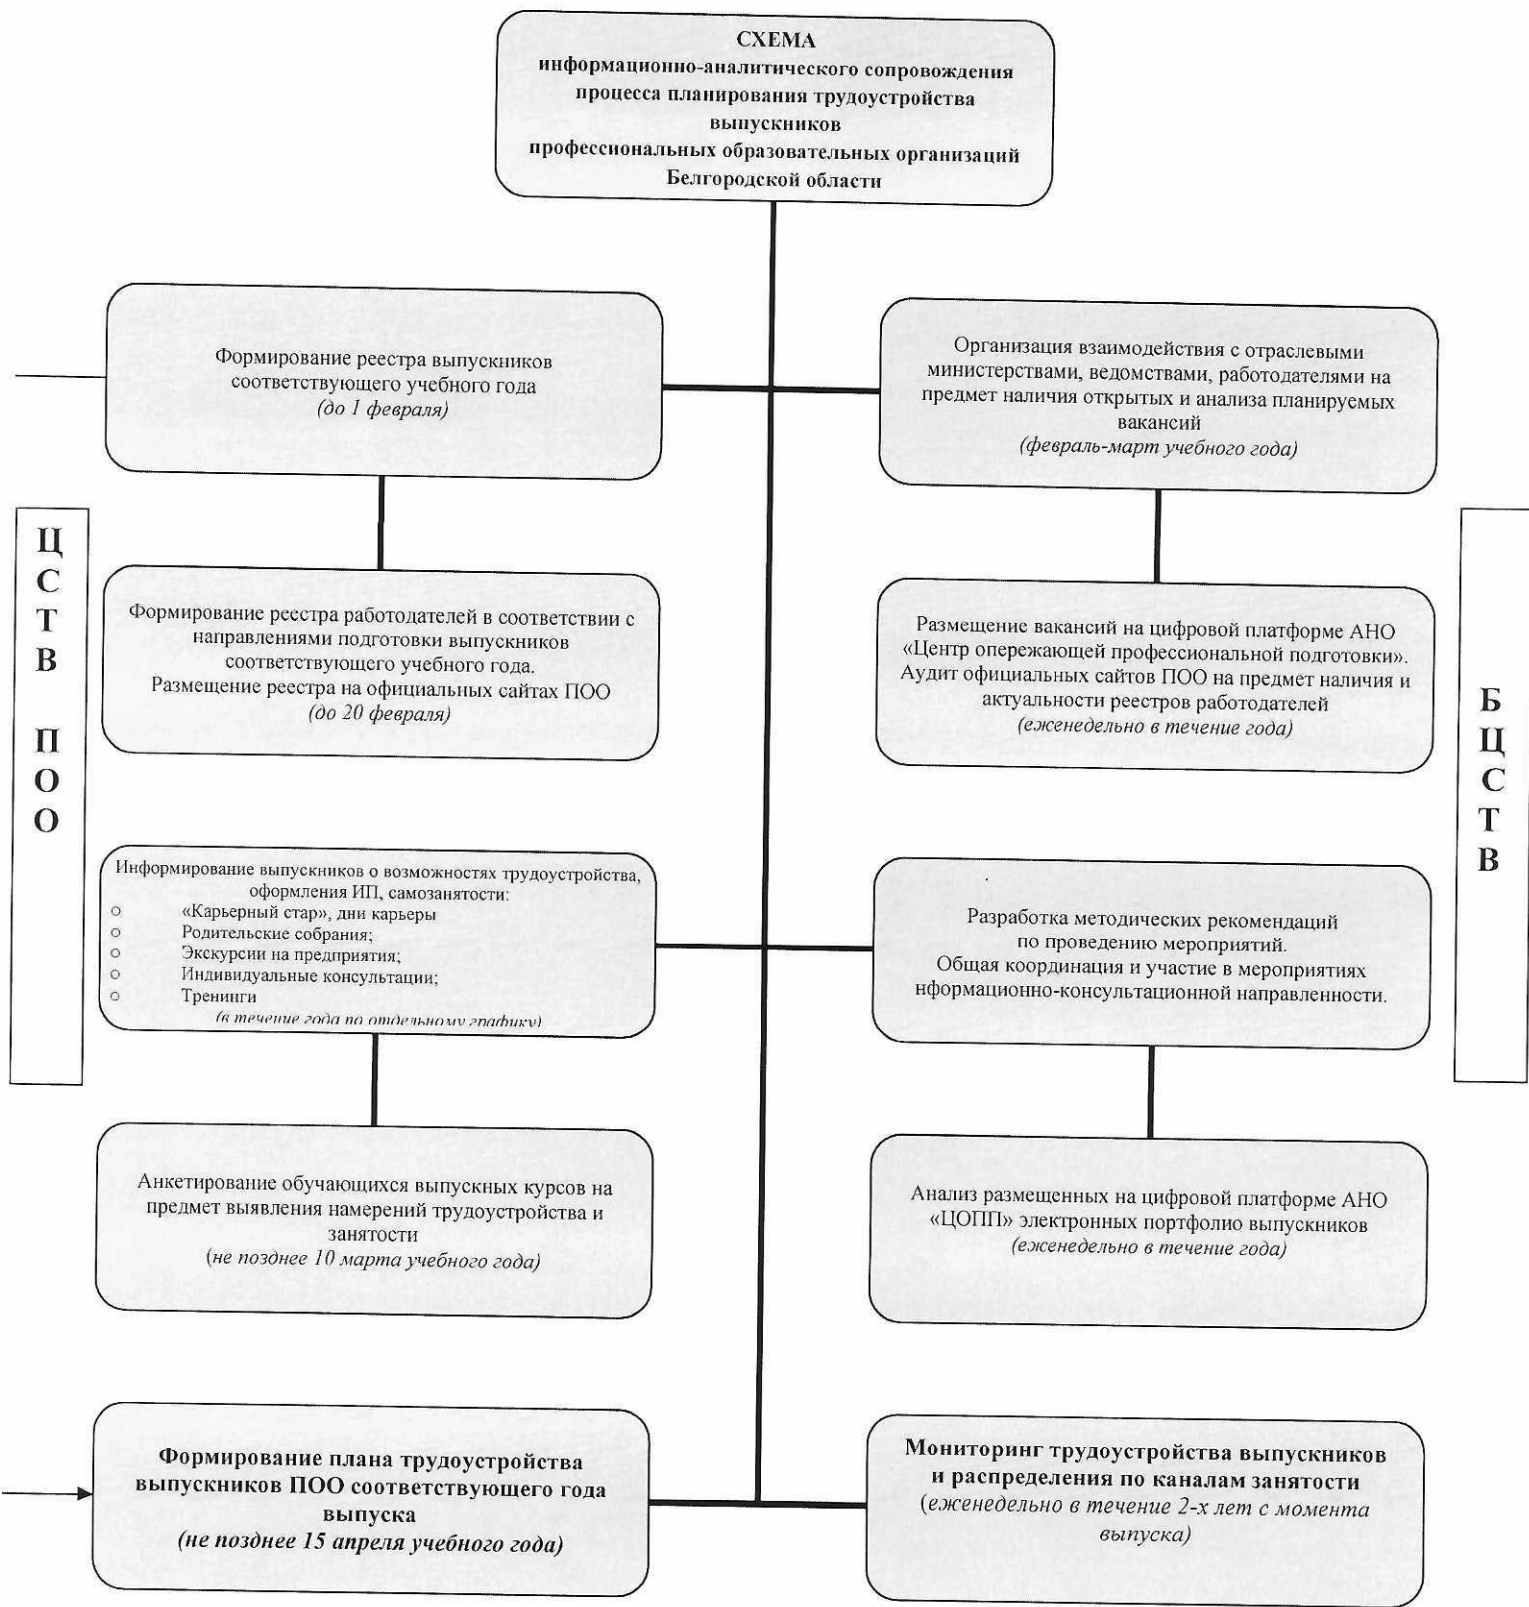 СХЕМА
информационно-аналитического сопровождения
процесса планирования трудоустройства
выпускников
профессиональных образовательных организаций
Белгородской области
Формирование реестра выпускников
соответствующего учебного года
(до 1 февраля)
Организация взаимодействия с отраслевыми
министерствами, ведомствами, работодателями на
предмет наличия открытых и анализа планируемых
вакансий
(февраль-март учебного года)
Ц
С
Т
В
П
О
О
Формирование реестра работодателей в соответствии с
направлениями подготовки выпускников
соответствующего учебного года.
Размещение реестра на официальных сайтах ПОО
(до 20 февраля)
Размещение вакансий на цифровой платформе АНО
«Центр опережающей профессиональной подготовки».
Аудит официальных сайтов ПОО на предмет наличия и
актуальности реестров работодателей
(еженедельно в течение года)
Б
Ц
С
Т
В
Информирование выпускников о возможностях трудоустройства,
оформления ИП, самозанятости:
○ «Карьерный стар», дни карьеры
○ Родительские собрания;
○ Экскурсии на предприятия;
○ Индивидуальные консультации;
○ Тренинги
(в течение года по отдельному графику)
Разработка методических рекомендаций
по проведению мероприятий.
Общая координация и участие в мероприятиях
нформационно-консультационной направленности.
Анкетирование обучающихся выпускных курсов на
предмет выявления намерений трудоустройства и
занятости
(не позднее 10 марта учебного года)
Анализ размещенных на цифровой платформе АНО
«ЦОПП» электронных портфолио выпускников
(еженедельно в течение года)
Формирование плана трудоустройства
выпускников ПОО соответствующего года
выпуска
(не позднее 15 апреля учебного года)
Мониторинг трудоустройства выпускников
и распределения по каналам занятости
(еженедельно в течение 2-х лет с момента
выпуска)